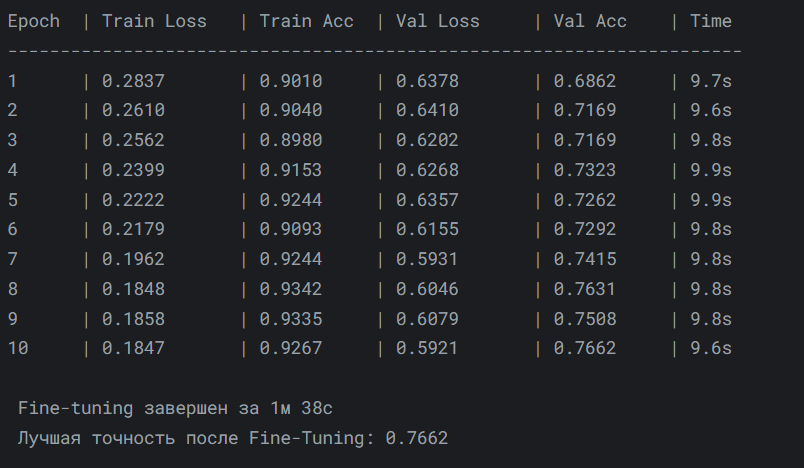 Epoch | Train Loss | Train Acc | Val Loss | Val Acc | Time
----------------------------------------------------------------------
1 | 0.2837 | 0.9010 | 0.6378 | 0.6862 | 9.7s
2 | 0.2610 | 0.9040 | 0.6410 | 0.7169 | 9.6s
3 | 0.2562 | 0.8980 | 0.6202 | 0.7169 | 9.8s
4 | 0.2399 | 0.9153 | 0.6268 | 0.7323 | 9.9s
5 | 0.2222 | 0.9244 | 0.6357 | 0.7262 | 9.9s
6 | 0.2179 | 0.9093 | 0.6155 | 0.7292 | 9.8s
7 | 0.1962 | 0.9244 | 0.5931 | 0.7415 | 9.8s
8 | 0.1848 | 0.9342 | 0.6046 | 0.7631 | 9.8s
9 | 0.1858 | 0.9335 | 0.6079 | 0.7508 | 9.8s
10 | 0.1847 | 0.9267 | 0.5921 | 0.7662 | 9.6s
Fine-tuning завершен за 1м 38с
Лучшая точность после Fine-Tuning: 0.7662